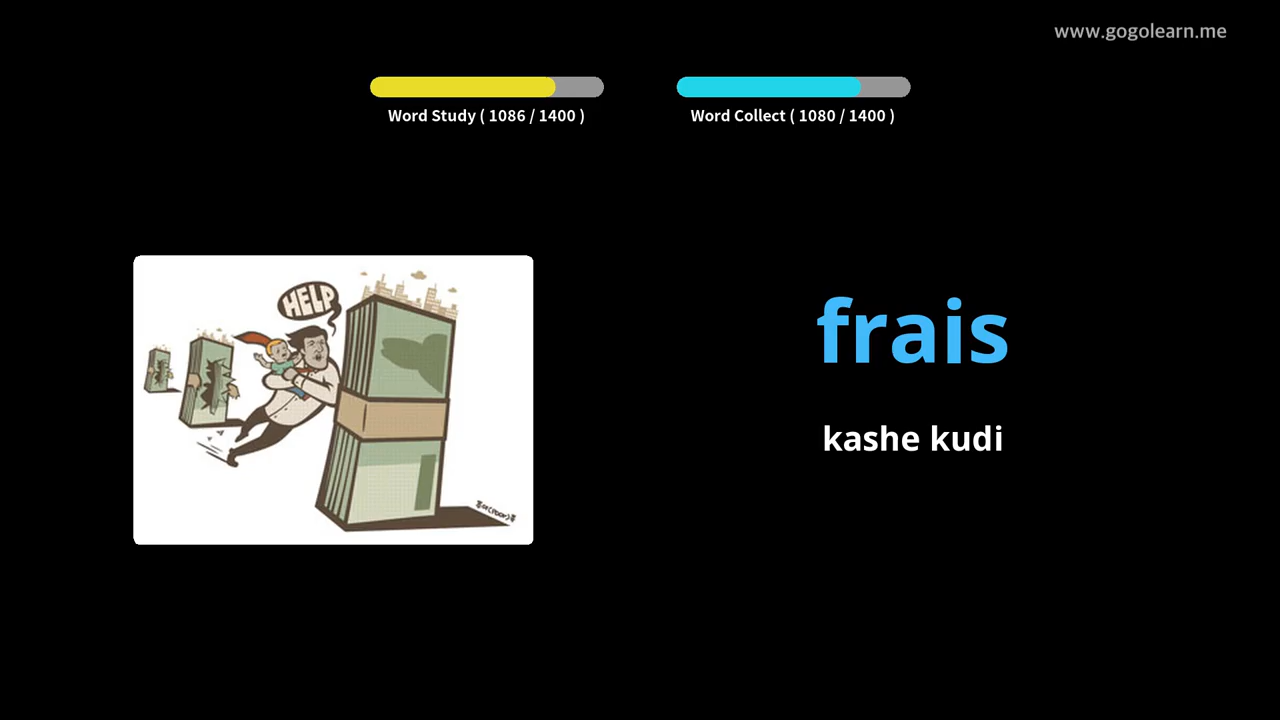 www.gogolearn.me
Word Study ( 1086 / 1400 )
Word Collect ( 1080 / 1400 )
HELP
frais
kashe kudi